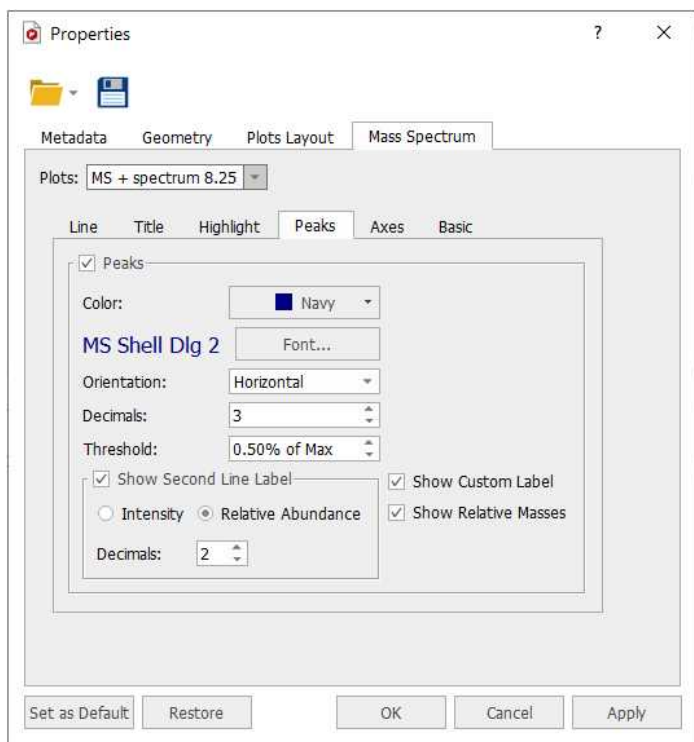 Properties
?
Metadata Geometry Plots Layout Mass Spectrum
Plots: MS + spectrum 8.25
Line Title Highlight Peaks Axes Basic
Peaks
Color: Navy
MS Shell Dlg 2 Font...
Orientation: Horizontal
Decimals: 3
Threshold: 0.50% of Max
Show Second Line Label
Show Custom Label
Intensity Relative Abundance
Show Relative Masses
Decimals: 2
Set as Default Restore OK Cancel Apply